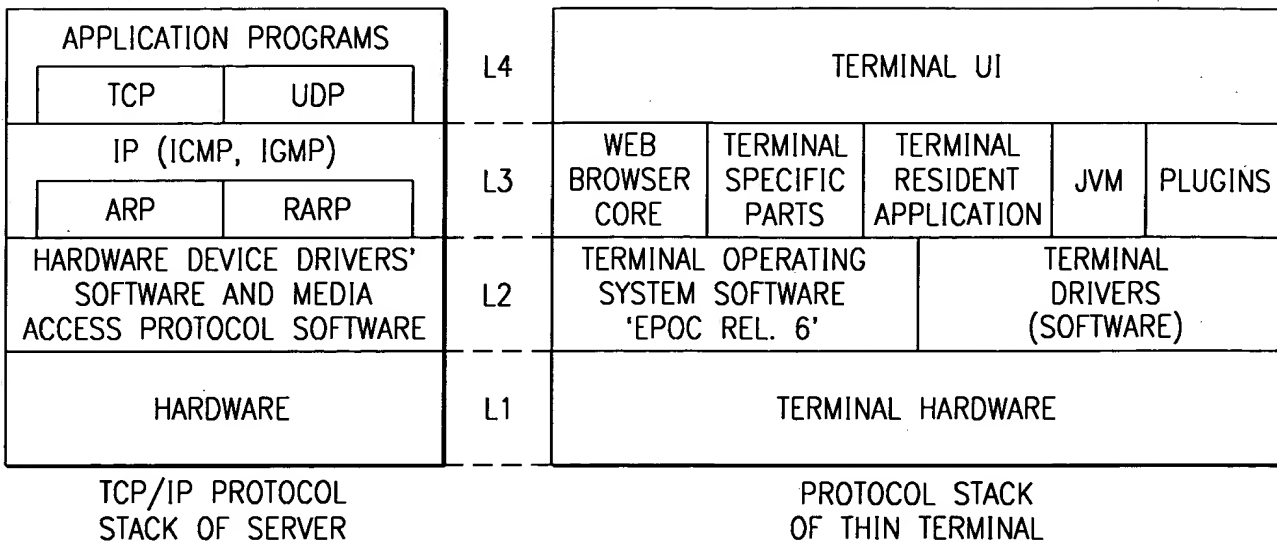 APPLICATION PROGRAMS
TCP
UDP
IP (ICMP, IGMP)
ARP
RARP
HARDWARE DEVICE DRIVERS'
SOFTWARE AND MEDIA
ACCESS PROTOCOL SOFTWARE
HARDWARE
TCP/IP PROTOCOL
STACK OF SERVER
L4
L3
L2
L1
TERMINAL UI
WEB
BROWSER
CORE
TERMINAL
SPECIFIC
PARTS
TERMINAL
RESIDENT
APPLICATION
JVM
PLUGINS
TERMINAL OPERATING
SYSTEM SOFTWARE
'EPOC REL. 6'
TERMINAL
DRIVERS
(SOFTWARE)
TERMINAL HARDWARE
PROTOCOL STACK
OF THIN TERMINAL